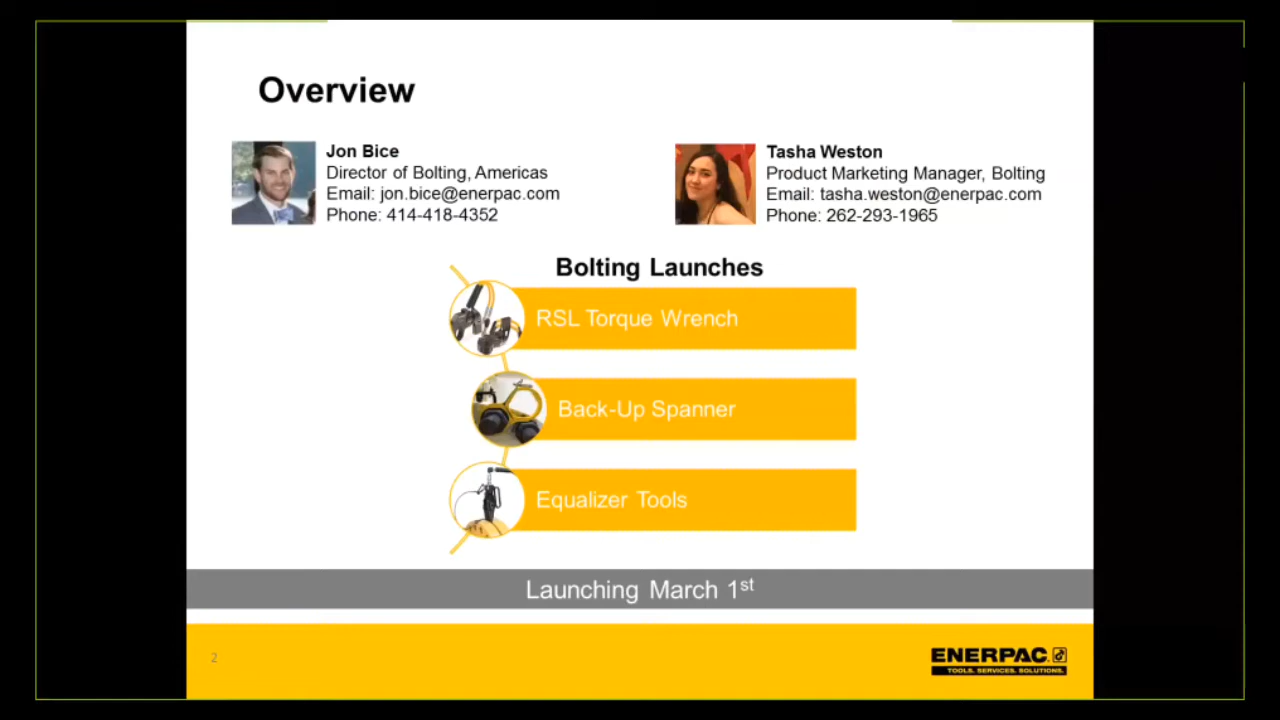 Overview
Jon Bice
Director of Bolting, Americas
Email: jon.bice@enerpac.com
Phone: 414-418-4352
Tasha Weston
Product Marketing Manager, Bolting
Email: tasha.weston@enerpac.com
Phone: 262-293-1965
Bolting Launches
RSL Torque Wrench
Back-Up Spanner
Equalizer Tools
Launching March 1st
2
ENERPAC
TOOLS. SERVICES. SOLUTIONS.